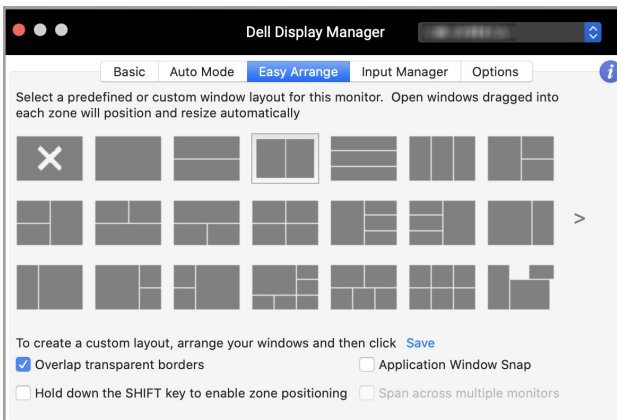 Dell Display Manager
Basic Auto Mode Easy Arrange Input Manager Options
Select a predefined or custom window layout for this monitor. Open windows dragged into
each zone will position and resize automatically
>
To create a custom layout, arrange your windows and then click Save
Overlap transparent borders Application Window Snap
Hold down the SHIFT key to enable zone positioning Span across multiple monitors